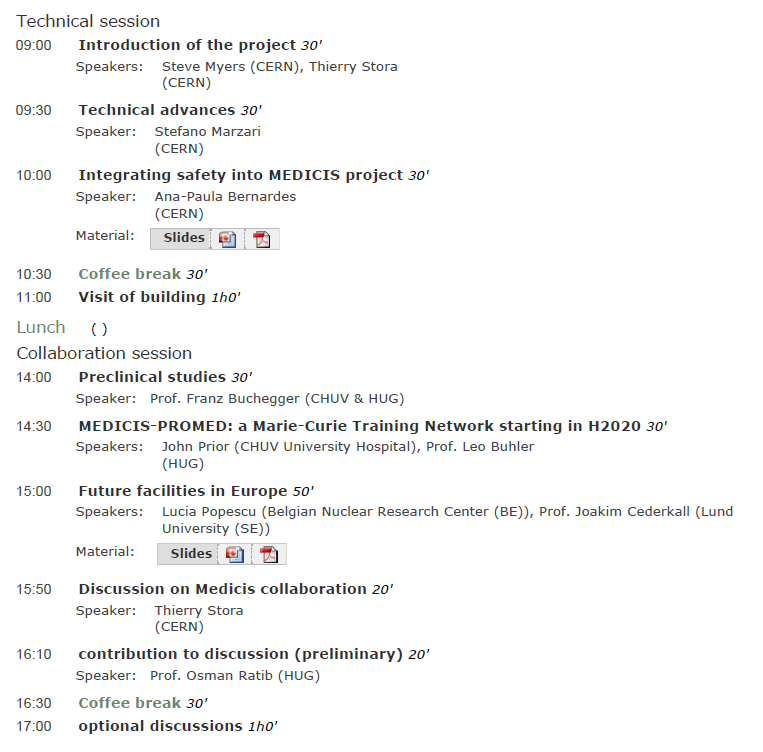 Technical session
09:00 Introduction of the project 30'
Speakers: Steve Myers (CERN), Thierry Stora
(CERN)
09:30 Technical advances 30'
Speaker: Stefano Marzari
(CERN)
10:00 Integrating safety into MEDICIS project 30'
Speaker: Ana-Paula Bernardes
(CERN)
Material: Slides
10:30 Coffee break 30'
11:00 Visit of building 1h0'
Lunch ( )
Collaboration session
14:00 Preclinical studies 30'
Speaker: Prof. Franz Buchegger (CHUV & HUG)
14:30 MEDICIS-PROMED: a Marie-Curie Training Network starting in H2020 30'
Speakers: John Prior (CHUV University Hospital), Prof. Leo Buhler
(HUG)
15:00 Future facilities in Europe 50'
Speakers: Lucia Popescu (Belgian Nuclear Research Center (BE)), Prof. Joakim Cederkall (Lund
University (SE))
Material: Slides
15:50 Discussion on Medicis collaboration 20'
Speaker: Thierry Stora
(CERN)
16:10 contribution to discussion (preliminary) 20'
Speaker: Prof. Osman Ratib (HUG)
16:30 Coffee break 30'
17:00 optional discussions 1h0'